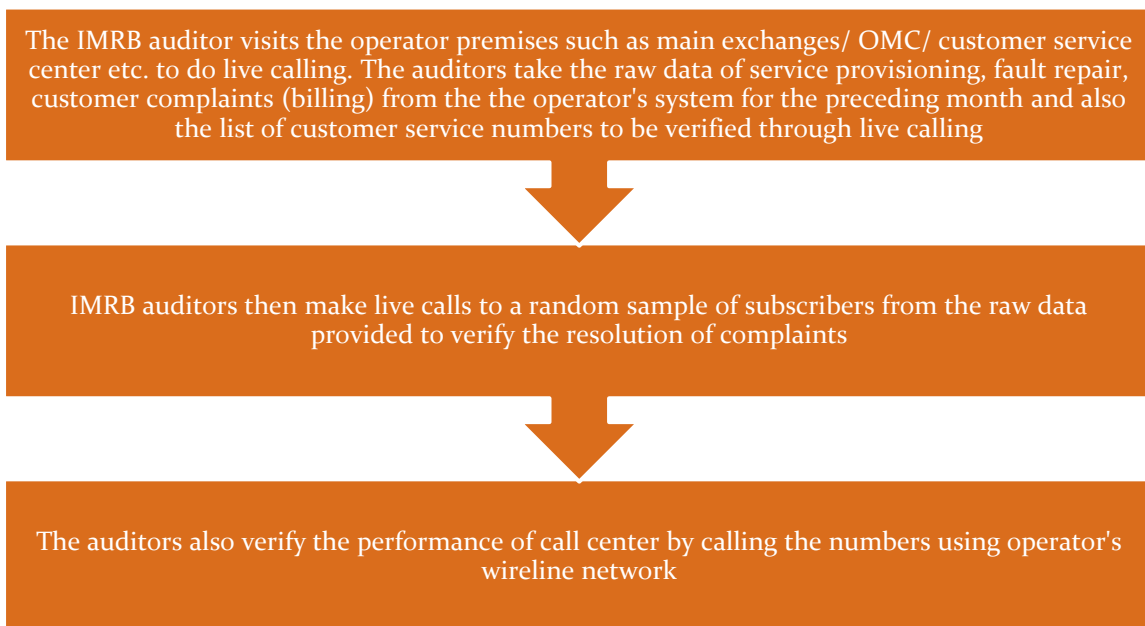 The IMRB auditor visits the operator premises such as main exchanges/ OMC/ customer service
center etc. to do live calling. The auditors take the raw data of service provisioning, fault repair,
customer complaints (billing) from the the operator's system for the preceding month and also
the list of customer service numbers to be verified through live calling
IMRB auditors then make live calls to a random sample of subscribers from the raw data
provided to verify the resolution of complaints
The auditors also verify the performance of call center by calling the numbers using operator's
wireline network